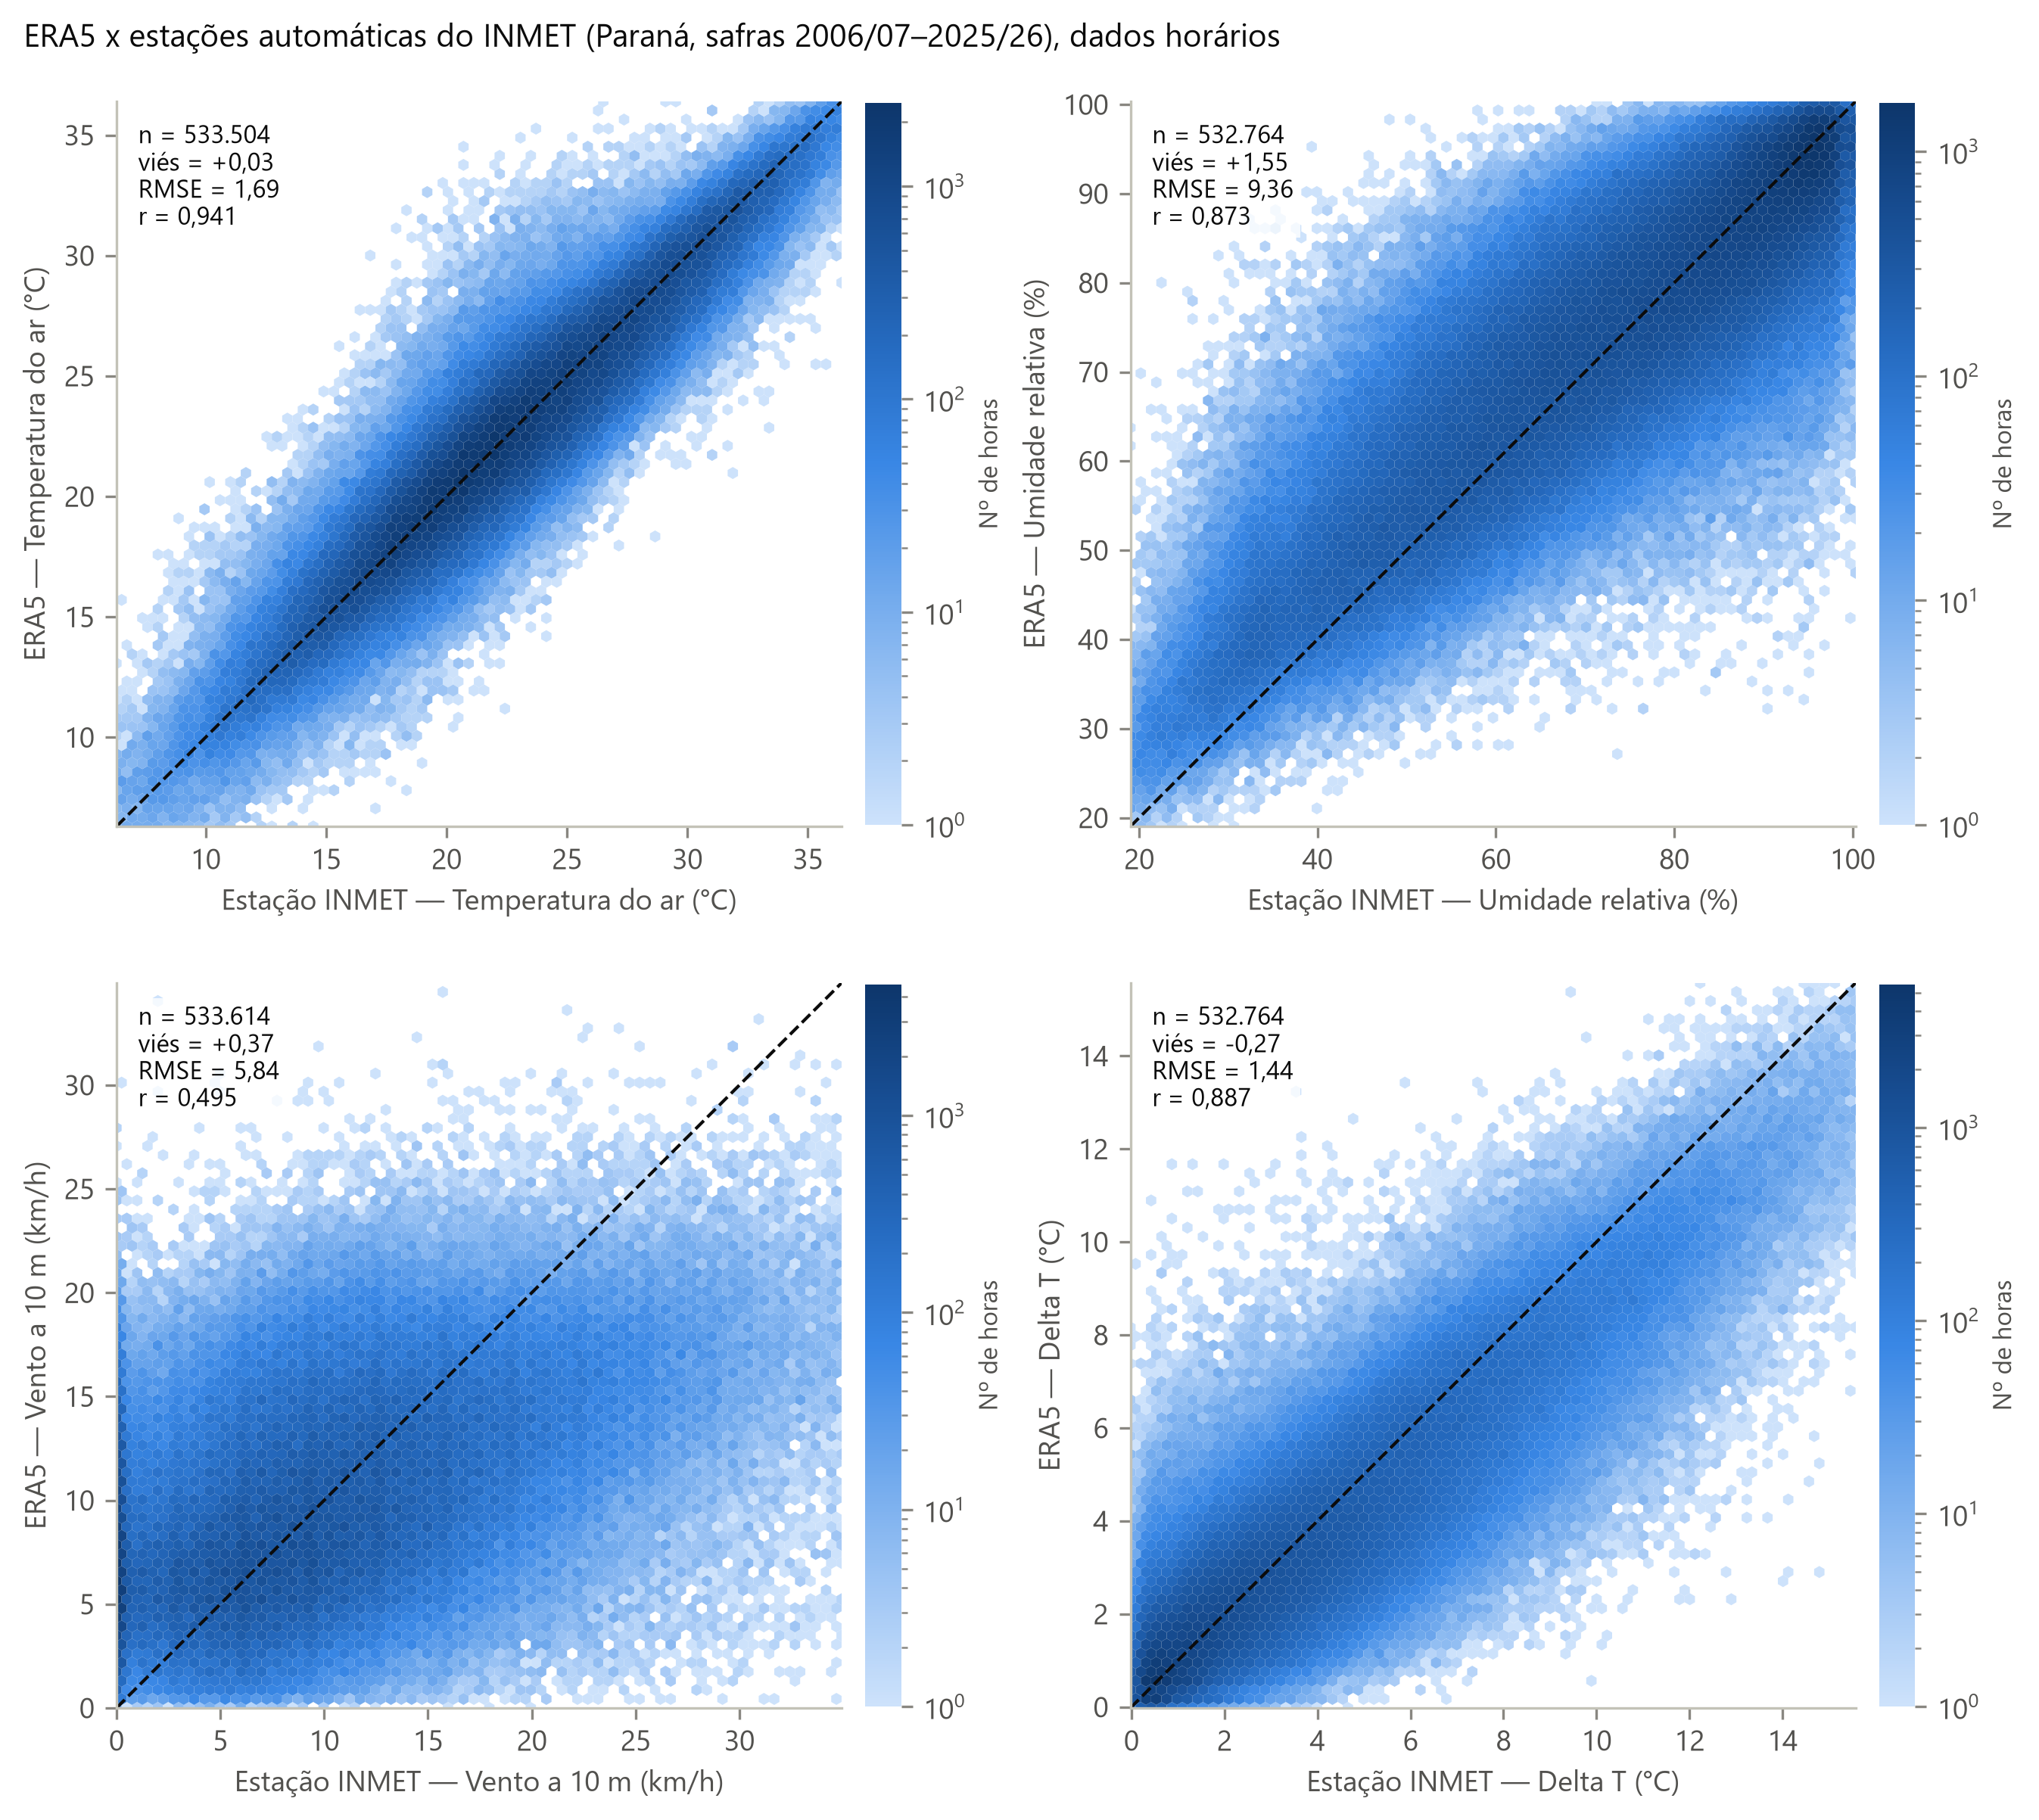 ERA5 x estações automáticas do INMET (Paraná, safras 2006/07–2025/26), dados horários
n = 533.504
viés = +0,03
RMSE = 1,69
r = 0,941
ERA5 — Temperatura do ar (°C)
35
30
25
20
15
10
10 15 20 25 30 35
Estação INMET — Temperatura do ar (°C)
10³
10²
10¹
10⁰
Nº de horas
n = 532.764
viés = +1,55
RMSE = 9,36
r = 0,873
ERA5 — Umidade relativa (%)
100
90
80
70
60
50
40
30
20
20 40 60 80 100
Estação INMET — Umidade relativa (%)
10³
10²
10¹
10⁰
Nº de horas
n = 533.614
viés = +0,37
RMSE = 5,84
r = 0,495
ERA5 — Vento a 10 m (km/h)
30
25
20
15
10
5
0
0 5 10 15 20 25 30
Estação INMET — Vento a 10 m (km/h)
10³
10²
10¹
10⁰
Nº de horas
n = 532.764
viés = -0,27
RMSE = 1,44
r = 0,887
ERA5 — Delta T (°C)
14
12
10
8
6
4
2
0
0 2 4 6 8 10 12 14
Estação INMET — Delta T (°C)
10³
10²
10¹
10⁰
Nº de horas